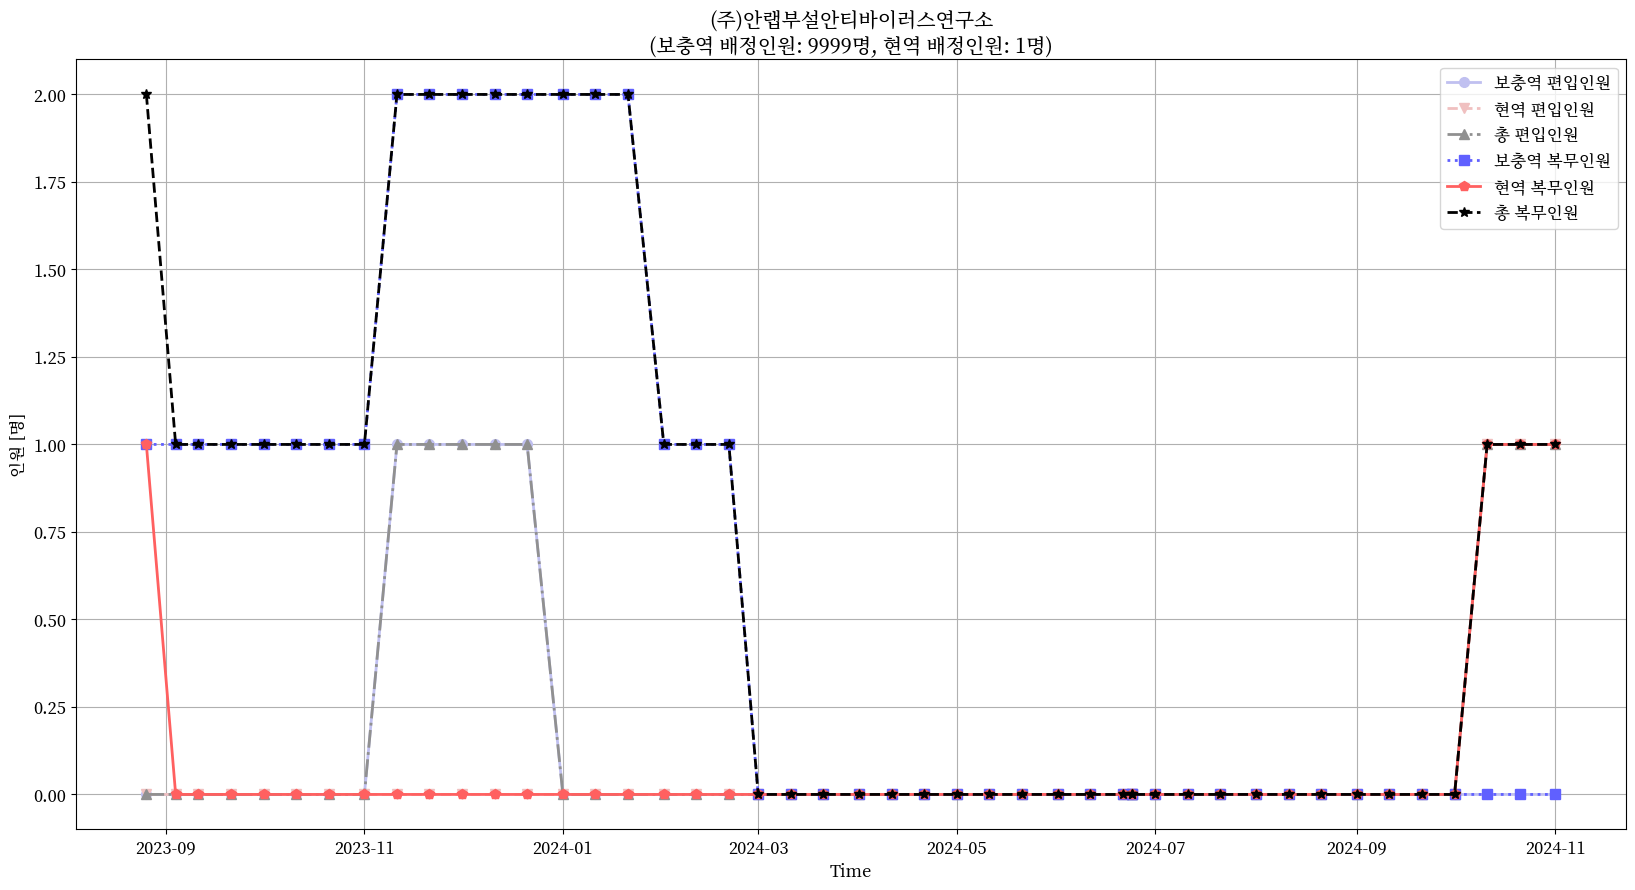 (주)안랩부설안티바이러스연구소
(보충역 배정인원: 9999명, 현역 배정인원: 1명)
보충역 편입인원
현역 편입인원
총 편입인원
보충역 복무인원
현역 복무인원
총 복무인원
인원 [명]
2.00
1.75
1.50
1.25
1.00
0.75
0.50
0.25
0.00
2023-09
2023-11
2024-01
2024-03
2024-05
2024-07
2024-09
2024-11
Time